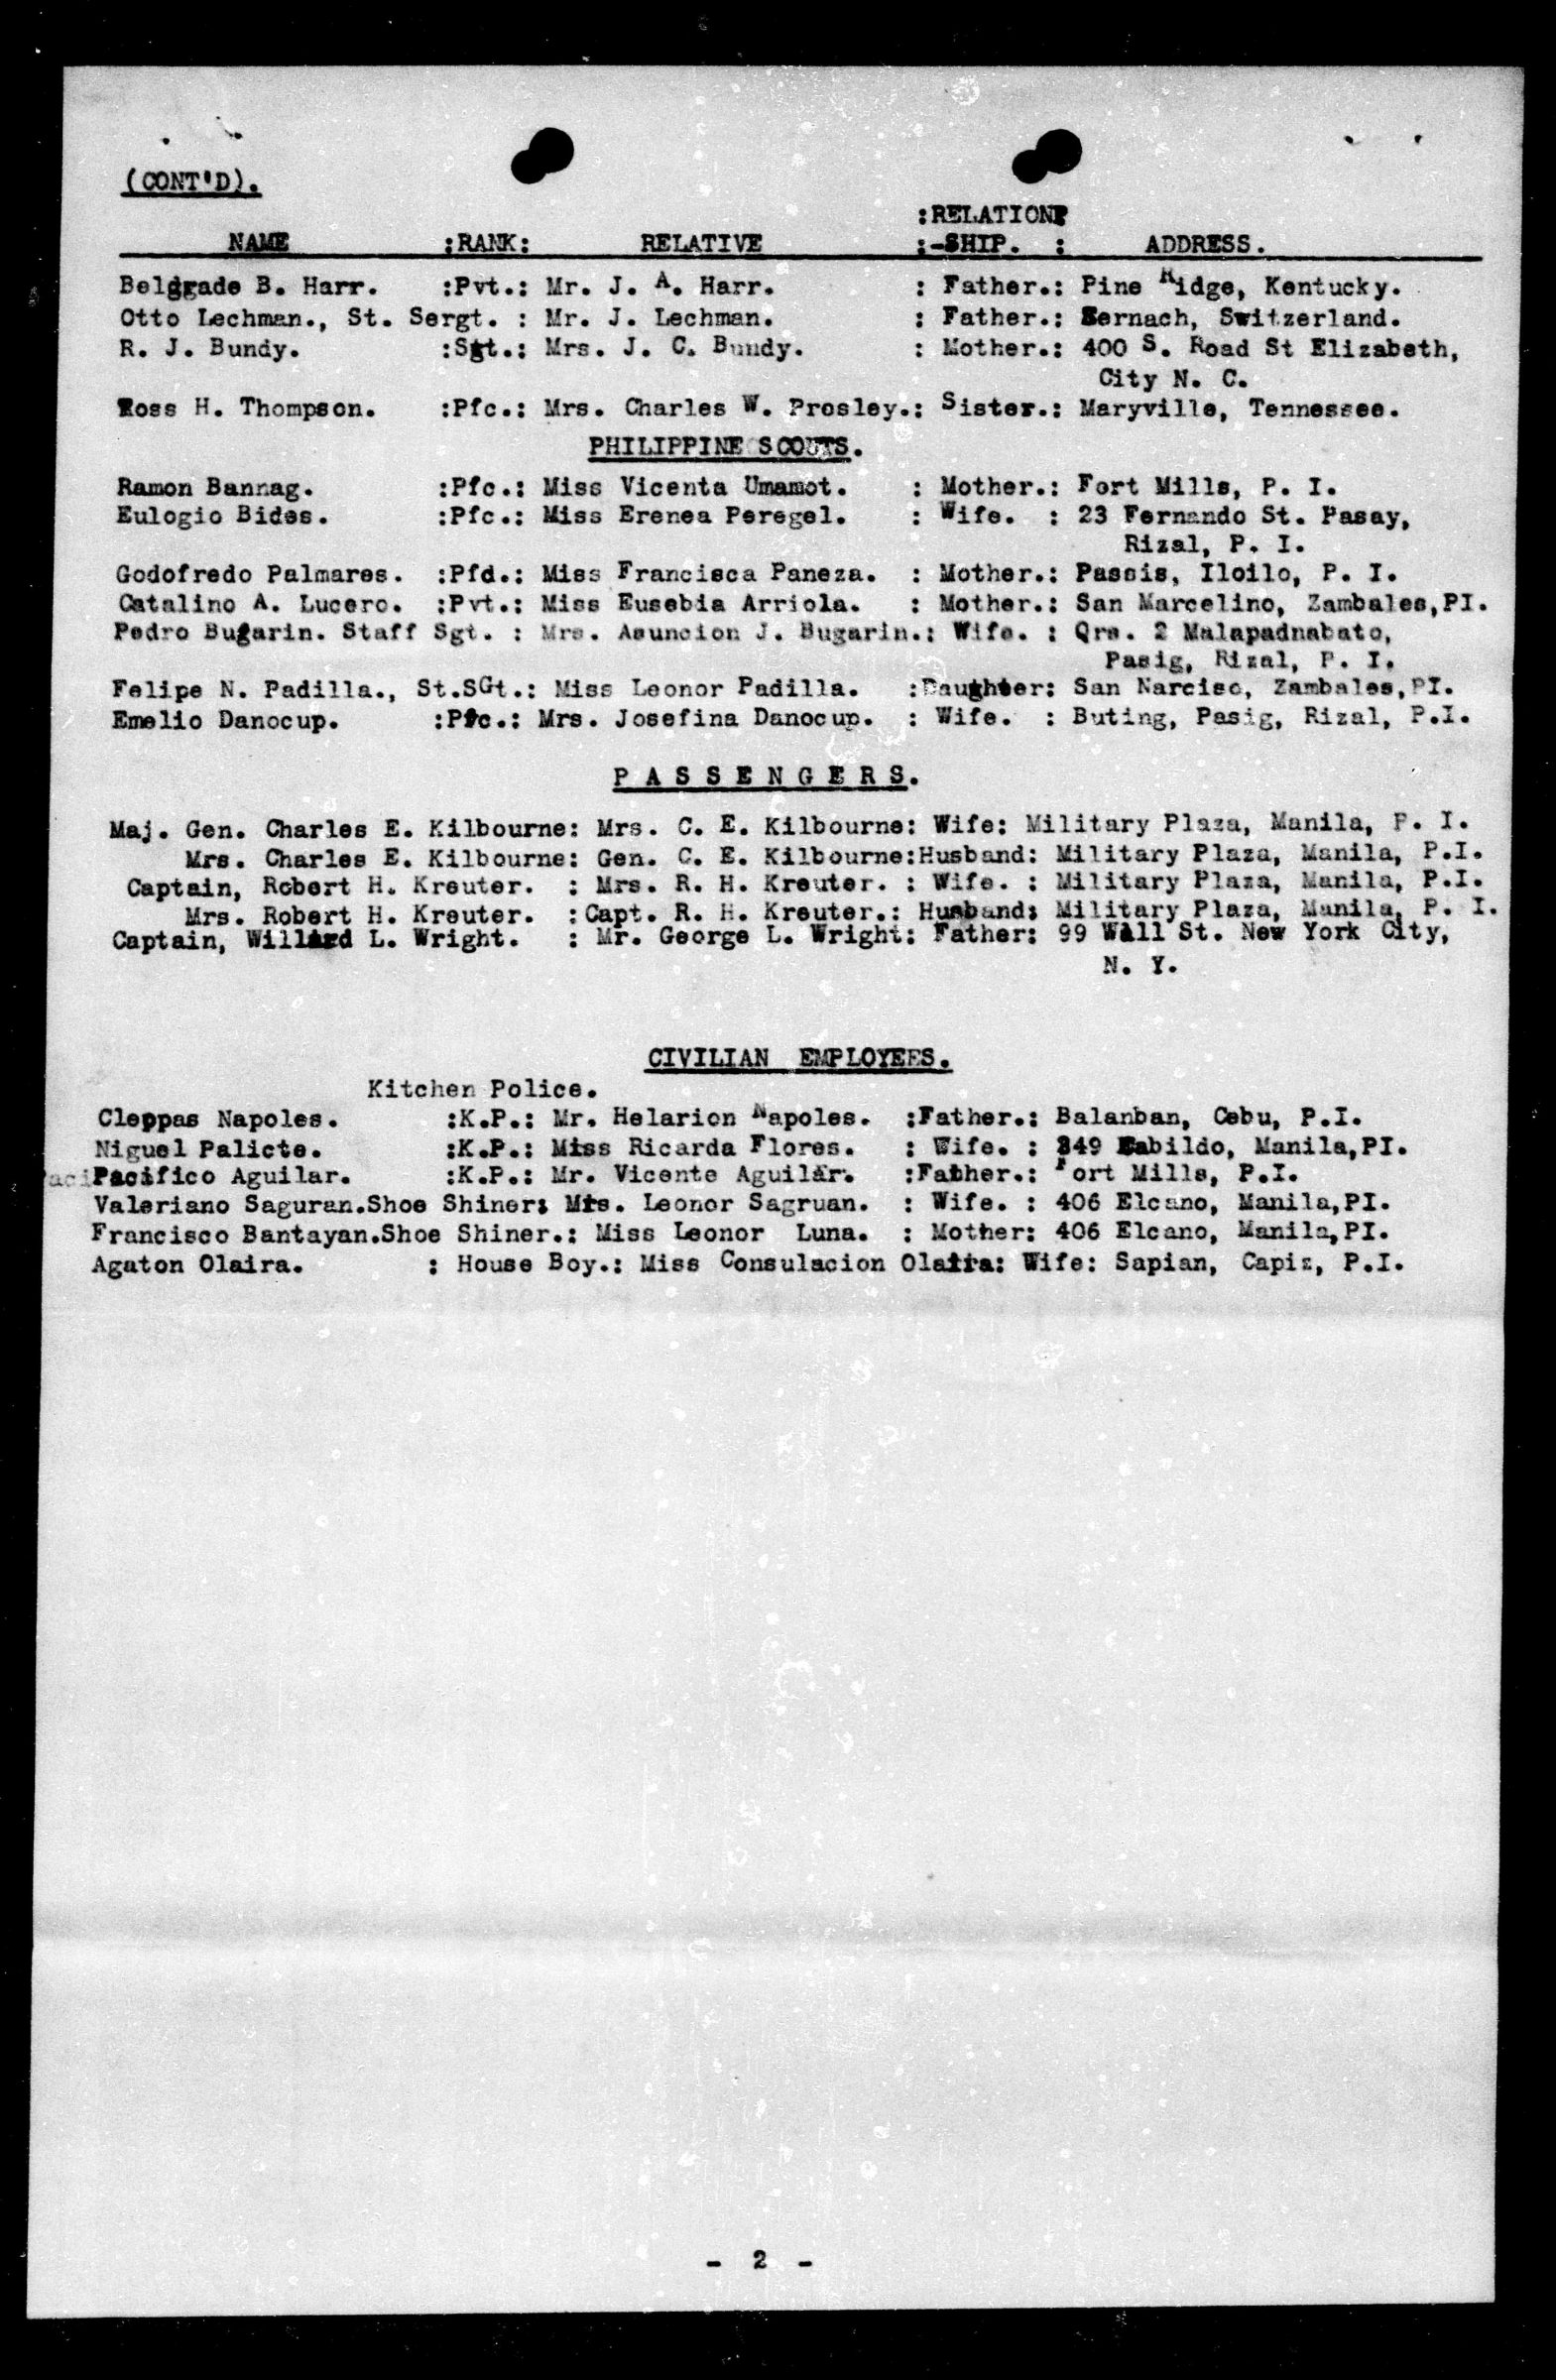 (CONT'D).
:RELATION:
NAME :RANK: RELATIVE :-SHIP. : ADDRESS.
Belgrade B. Harr. :Pvt.: Mr. J. A. Harr. : Father.: Pine Ridge, Kentucky.
Otto Lechman., St. Sergt. : Mr. J. Lechman. : Father.: Sernach, Switzerland.
R. J. Bundy. :Sgt.: Mrs. J. C. Bundy. : Mother.: 400 S. Road St Elizabeth,
City N. C.
Ross H. Thompson. :Pfc.: Mrs. Charles W. Prosley.: Sister.: Maryville, Tennessee.
PHILIPPINE SCOUTS.
Ramon Bannag. :Pfc.: Miss Vicenta Umamot. : Mother.: Fort Mills, P. I.
Eulogio Bides. :Pfc.: Miss Erenea Peregel. : Wife. : 23 Fernando St. Pasay,
Rizal, P. I.
Godofredo Palmares. :Pfd.: Miss Francisca Paneza. : Mother.: Passis, Iloilo, P. I.
Catalino A. Lucero. :Pvt.: Miss Eusebia Arriola. : Mother.: San Marcelino, Zambales,PI.
Pedro Bugarin. Staff Sgt. : Mrs. Asuncion J. Bugarin.: Wife. : Qrs. 2 Malapadnabato,
Pasig, Rizal, P. I.
Felipe N. Padilla., St.SGt.: Miss Leonor Padilla. :Daughter: San Narciso, Zambales,PI.
Emelio Danocup. :Pfc.: Mrs. Josefina Danocup. : Wife. : Buting, Pasig, Rizal, P.I.
P A S S E N G E R S.
Maj. Gen. Charles E. Kilbourne: Mrs. C. E. Kilbourne: Wife: Military Plaza, Manila, P. I.
Mrs. Charles E. Kilbourne: Gen. C. E. Kilbourne:Husband: Military Plaza, Manila, P.I.
Captain, Robert H. Kreuter. : Mrs. R. H. Kreuter. : Wife. : Military Plaza, Manila, P.I.
Mrs. Robert H. Kreuter. :Capt. R. H. Kreuter.: Husband: Military Plaza, Manila, P. I.
Captain, Willard L. Wright. : Mr. George L. Wright: Father: 99 Wall St. New York City,
N. Y.
CIVILIAN EMPLOYEES.
Kitchen Police.
Cleppas Napoles. :K.P.: Mr. Helarion Napoles. :Father.: Balanban, Cebu, P.I.
Niguel Palicte. :K.P.: Miss Ricarda Flores. : Wife. : 349 Cabildo, Manila,PI.
Pacifico Aguilar. :K.P.: Mr. Vicente Aguilar. :Father.: Fort Mills, P.I.
Valeriano Saguran.Shoe Shiner: Mrs. Leonor Sagruan. : Wife. : 406 Elcano, Manila,PI.
Francisco Bantayan.Shoe Shiner.: Miss Leonor Luna. : Mother: 406 Elcano, Manila,PI.
Agaton Olaira. : House Boy.: Miss Consulacion Olaira: Wife: Sapian, Capiz, P.I.
- 2 -